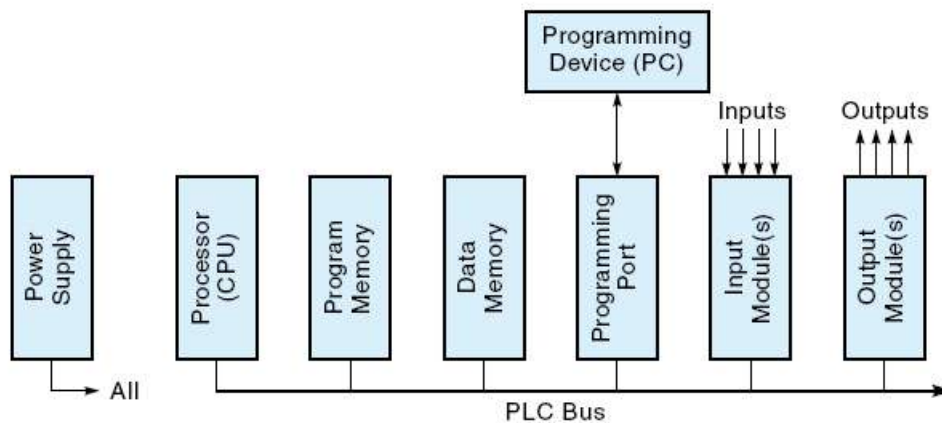 Programming
Device (PC)
Inputs
Outputs
Power
Supply
Processor
(CPU)
Program
Memory
Data
Memory
Programming
Port
Input
Module(s)
Output
Module(s)
All
PLC Bus